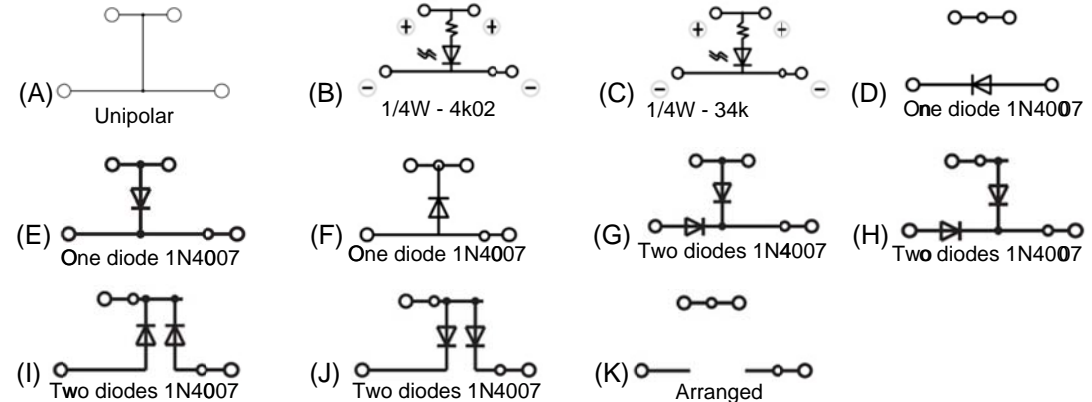 (A)
Unipolar
(B)
1/4W - 4k02
(C)
1/4W - 34k
(D)
One diode 1N4007
(E)
One diode 1N4007
(F)
One diode 1N4007
(G)
Two diodes 1N4007
(H)
Two diodes 1N4007
(I)
Two diodes 1N4007
(J)
Two diodes 1N4007
(K)
Arranged